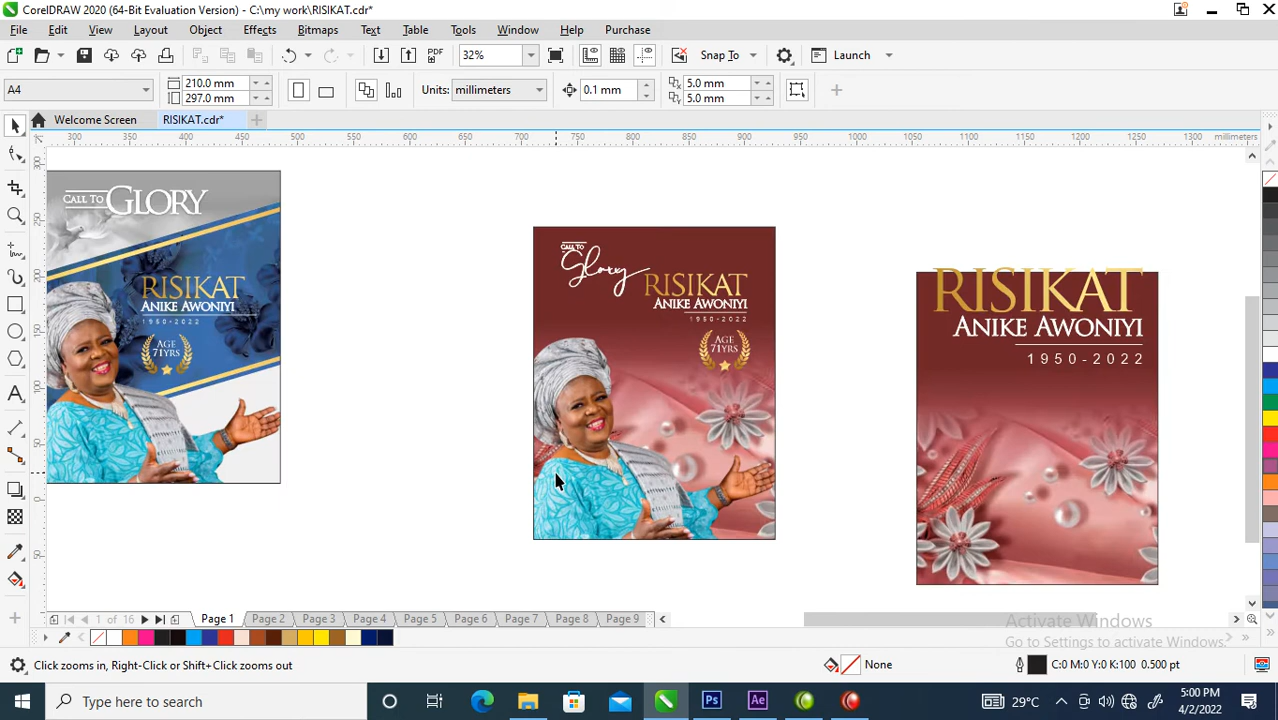 CorelDRAW 2020 (64-Bit Evaluation Version) - C:\my work\RISIKAT.cdr*
File Edit View Layout Object Effects Bitmaps Text Table Tools Window Help Purchase
PDF 32% Snap To Launch
A4 210.0 mm 297.0 mm Units: millimeters 0.1 mm 5.0 mm 5.0 mm
Welcome Screen RISIKAT.cdr*
300 350 400 450 500 550 600 650 700 750 800 850 900 950 1000 1050 1100 1150 1200 1250 1300 millimeters
CALL TO GLORY
RISIKAT
ANIKE AWONIYI
1950-2022
AGE
71YRS
CALL TO
Glory
RISIKAT
ANIKE AWONIYI
1950-2022
AGE
71YRS
RISIKAT
ANIKE AWONIYI
1950-2022
1 of 16 Page 1 Page 2 Page 3 Page 4 Page 5 Page 6 Page 7 Page 8 Page 9
Activate Windows
Go to Settings to activate Windows.
Click zooms in, Right-Click or Shift+Click zooms out None C:0 M:0 Y:0 K:100 0.500 pt
Type here to search Ps Ae 29°C 5:00 PM
4/2/2022